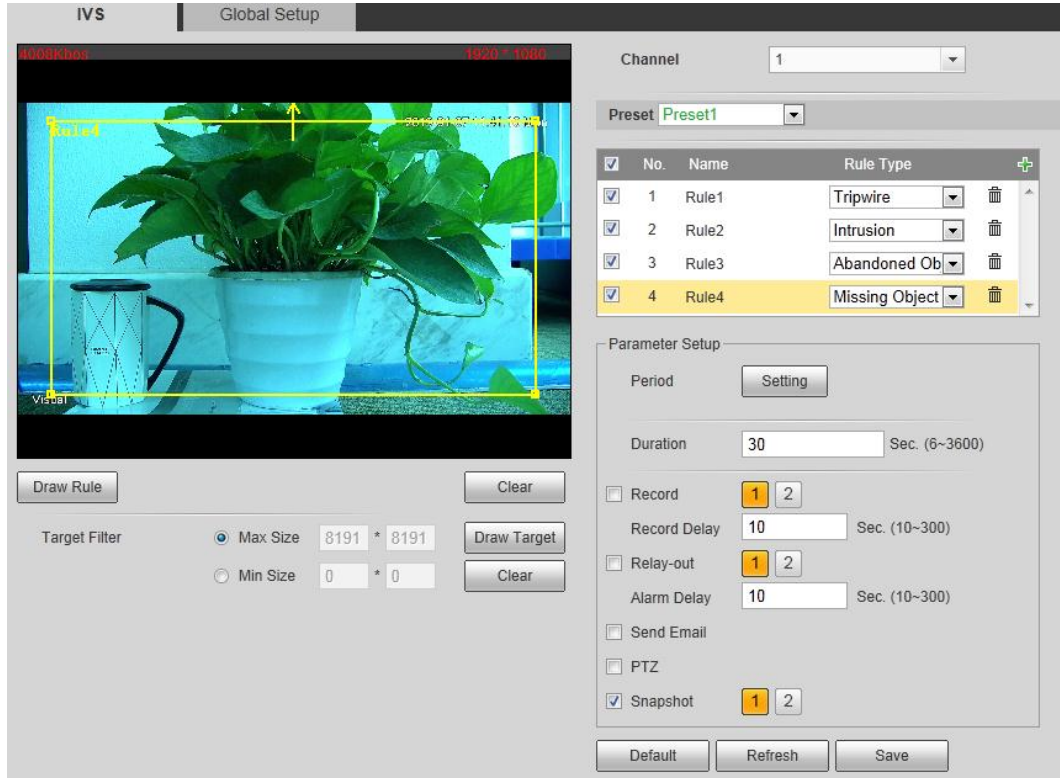 IVS Global Setup
4008Kbps 1920 * 1080
Rule4
Visual
Draw Rule Clear
Target Filter Max Size 8191 * 8191 Draw Target
Min Size 0 * 0 Clear
Channel 1
Preset Preset1
No. Name Rule Type
1 Rule1 Tripwire
2 Rule2 Intrusion
3 Rule3 Abandoned Ob
4 Rule4 Missing Object
Parameter Setup
Period Setting
Duration 30 Sec. (6~3600)
Record 1 2
Record Delay 10 Sec. (10~300)
Relay-out 1 2
Alarm Delay 10 Sec. (10~300)
Send Email
PTZ
Snapshot 1 2
Default Refresh Save